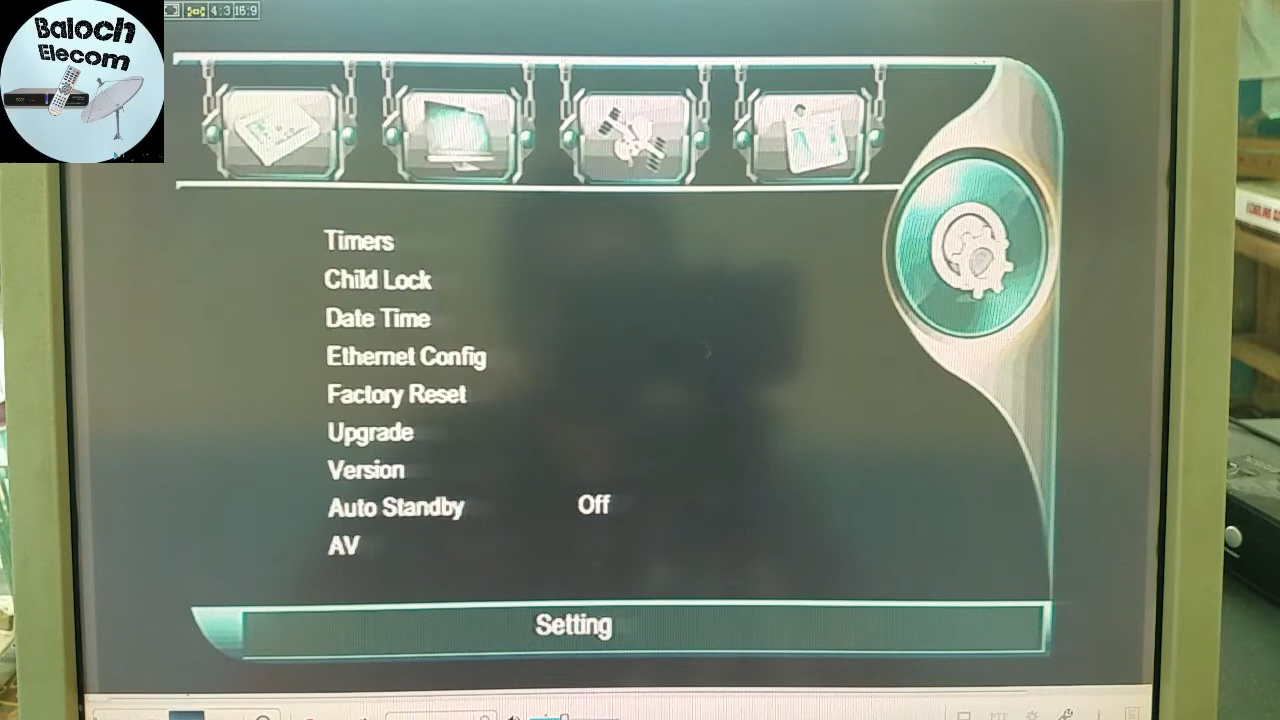 Baloch
Elecom
4:3 16:9
Timers
Child Lock
Date Time
Ethernet Config
Factory Reset
Upgrade
Version
Auto Standby Off
AV
Setting